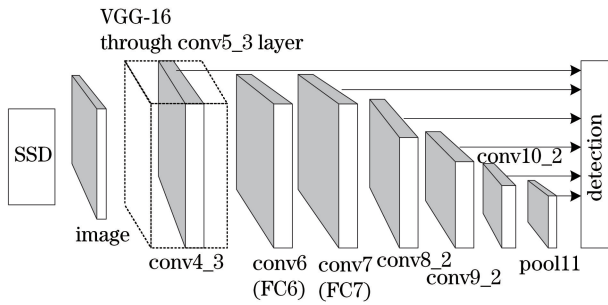 VGG-16
through conv5_3 layer
SSD
image
conv4_3
conv6
(FC6)
conv7
(FC7)
conv8_2
conv9_2
conv10_2
pool11
detection